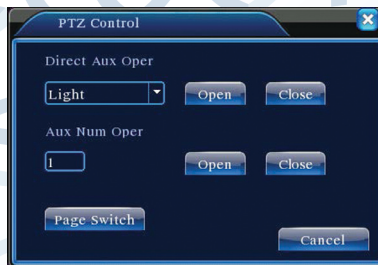 PTZ Control
Direct Aux Oper
Light Open Close
Aux Num Oper
1 Open Close
Page Switch
Cancel